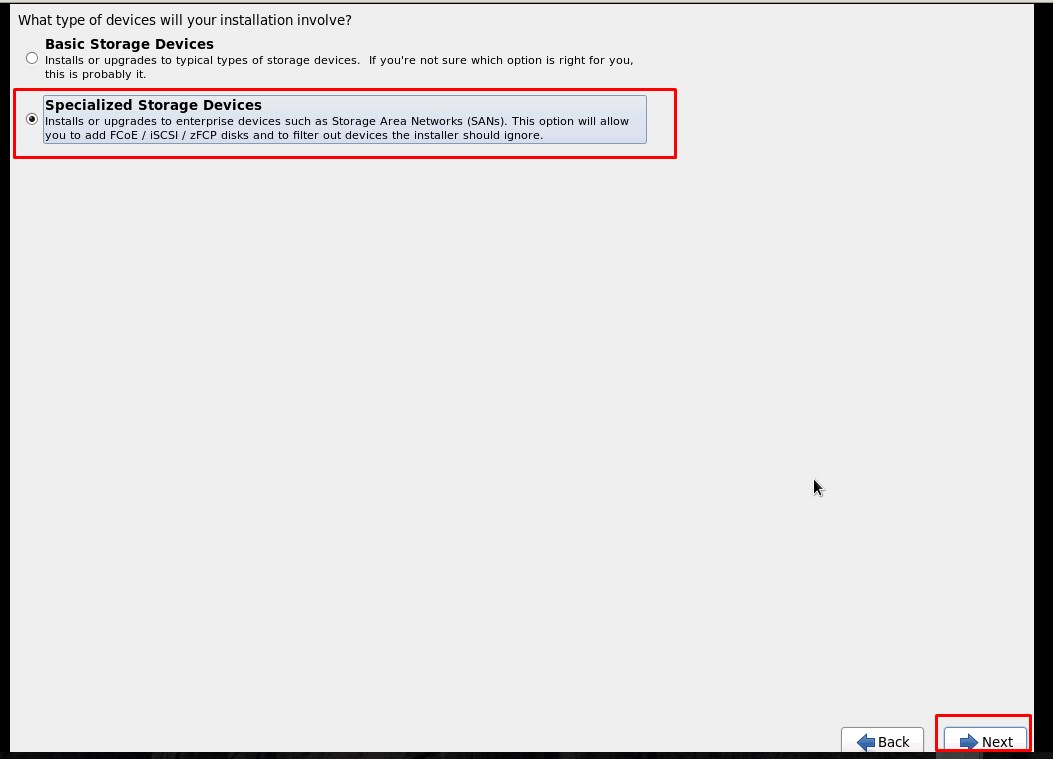 What type of devices will your installation involve?
Basic Storage Devices
Installs or upgrades to typical types of storage devices.  If you're not sure which option is right for you,
this is probably it.
Specialized Storage Devices
Installs or upgrades to enterprise devices such as Storage Area Networks (SANs). This option will allow
you to add FCoE / iSCSI / zFCP disks and to filter out devices the installer should ignore.
Back
Next